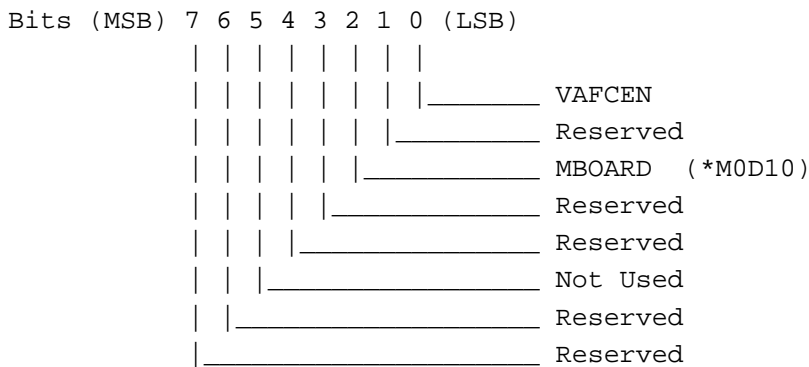 Bits (MSB) 7 6 5 4 3 2 1 0 (LSB)
VAFCEN
Reserved
MBOARD (*M0D10)
Reserved
Reserved
Not Used
Reserved
Reserved